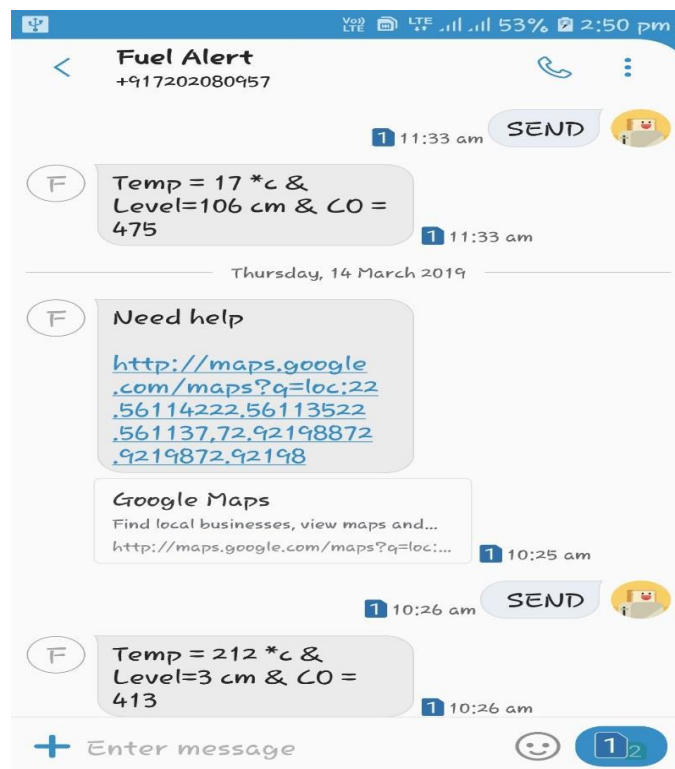 VoI) LTE LTE 53% 2:50 pm
Fuel Alert
+917202080957
SEND
1 11:33 am
F
Temp = 17 *c &
Level=106 cm & CO =
475
1 11:33 am
Thursday, 14 March 2019
F
Need help
http://maps.google
.com/maps?q=loc:22
.56114222.56113522
.561137,72.92198872
.9219872.92198
Google Maps
Find local businesses, view maps and...
http://maps.google.com/maps?q=loc:...
1 10:25 am
SEND
1 10:26 am
F
Temp = 212 *c &
Level=3 cm & CO =
413
1 10:26 am
Enter message
1 2